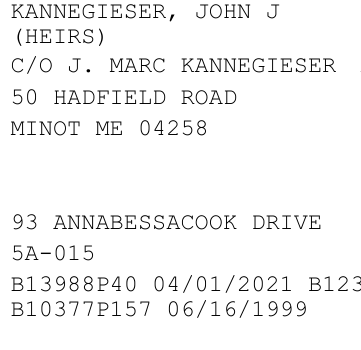 KANNEGIESER, JOHN J
(HEIRS)
C/O J. MARC KANNEGIESER
50 HADFIELD ROAD
MINOT ME 04258
93 ANNABESSACOOK DRIVE
5A-015
B13988P40 04/01/2021 B123
B10377P157 06/16/1999